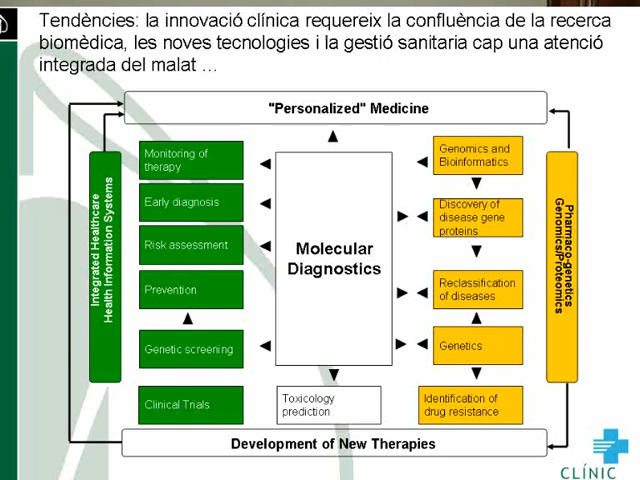 Tendències: la innovació clínica requereix la confluència de la recerca
biomèdica, les noves tecnologies i la gestió sanitaria cap una atenció
integrada del malat ...
"Personalized" Medicine
Integrated Healthcare
Health Information Systems
Monitoring of
therapy
Early diagnosis
Risk assessment
Prevention
Genetic screening
Clinical Trials
Molecular
Diagnostics
Toxicology
prediction
Genomics and
Bioinformatics
Discovery of
disease gene
proteins
Reclassification
of diseases
Genetics
Identification of
drug resistance
Pharmaco-genetics
Genomics/Proteomics
Development of New Therapies
CLÍNIC